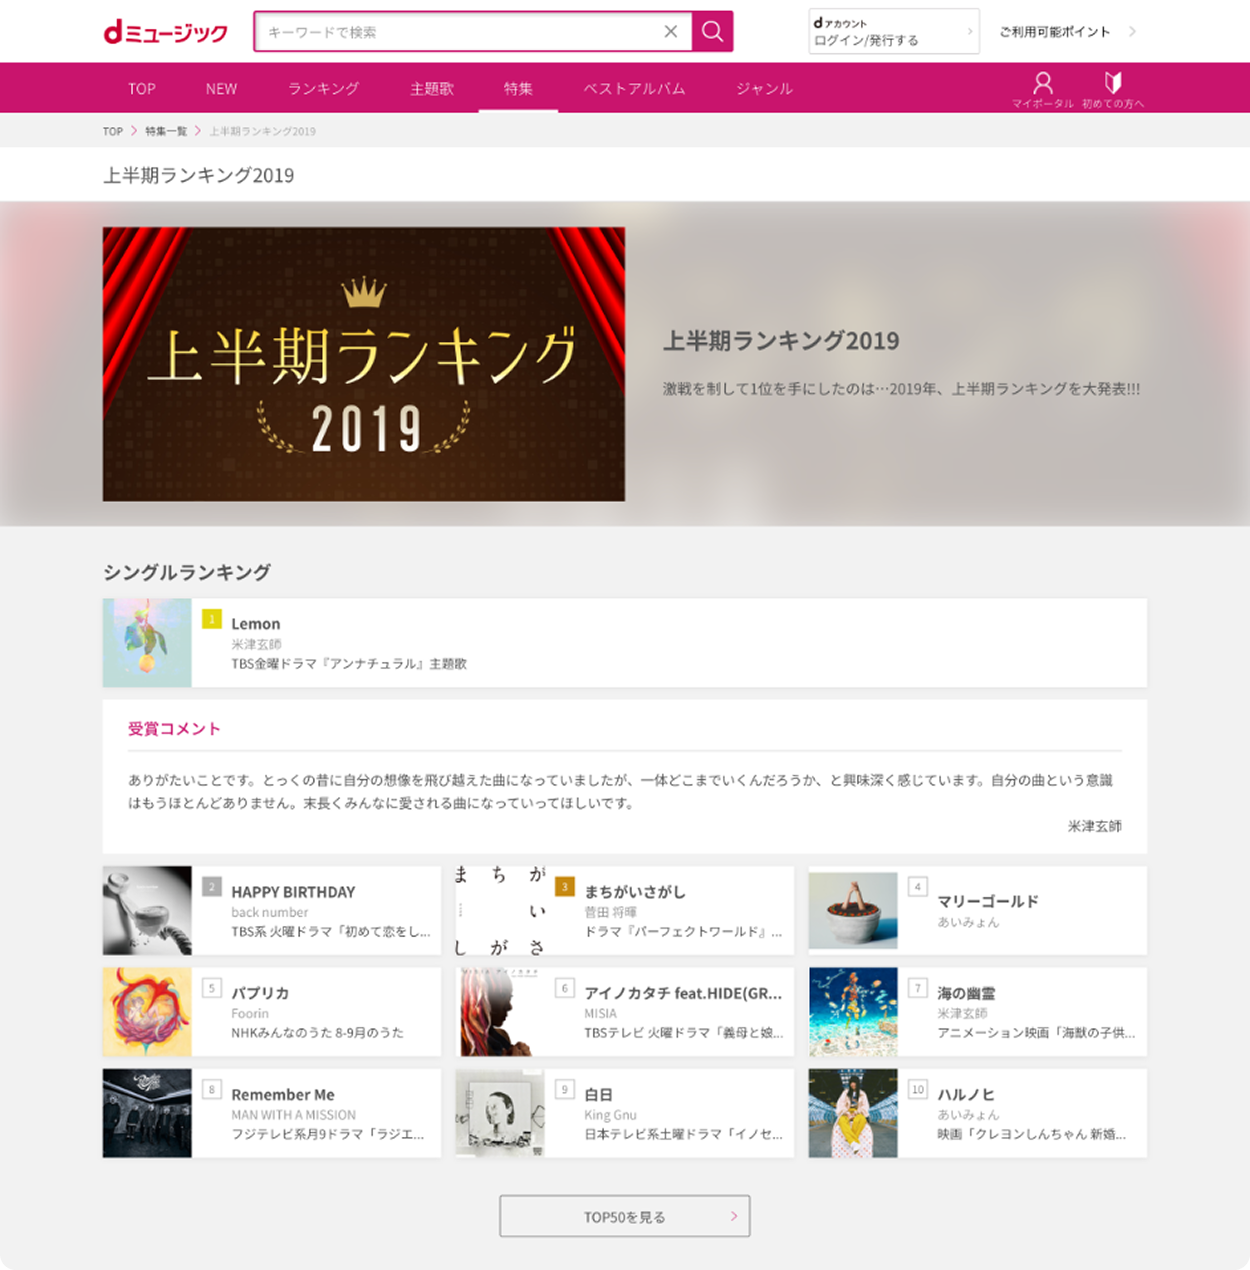 dミュージック
キーワードで検索
dアカウント
ログイン/発行する
ご利用可能ポイント
TOP
NEW
ランキング
主題歌
特集
ベストアルバム
ジャンル
マイポータル
初めての方へ
TOP
特集一覧
上半期ランキング2019
上半期ランキング2019
上半期ランキング
2019
上半期ランキング2019
激戦を制して1位を手にしたのは…2019年、上半期ランキングを大発表!!!
シングルランキング
1
Lemon
米津玄師
TBS金曜ドラマ『アンナチュラル』主題歌
受賞コメント
ありがたいことです。とっくの昔に自分の想像を飛び越えた曲になっていましたが、一体どこまでいくんだろうか、と興味深く感じています。自分の曲という意識
はもうほとんどありません。末長くみんなに愛される曲になっていってほしいです。
米津玄師
2
HAPPY BIRTHDAY
back number
TBS系 火曜ドラマ「初めて恋をし...
まちが
い
しがさ
3
まちがいさがし
菅田 将暉
ドラマ『パーフェクトワールド』...
4
マリーゴールド
あいみょん
5
パプリカ
Foorin
NHKみんなのうた 8-9月のうた
6
アイノカタチ feat.HIDE(GR...
MISIA
TBSテレビ 火曜ドラマ「義母と娘...
7
海の幽霊
米津玄師
アニメーション映画「海獣の子供...
8
Remember Me
MAN WITH A MISSION
フジテレビ系月9ドラマ「ラジエ...
9
白日
King Gnu
日本テレビ系土曜ドラマ「イノセ...
10
ハルノヒ
あいみょん
映画「クレヨンしんちゃん 新婚...
TOP50を見る